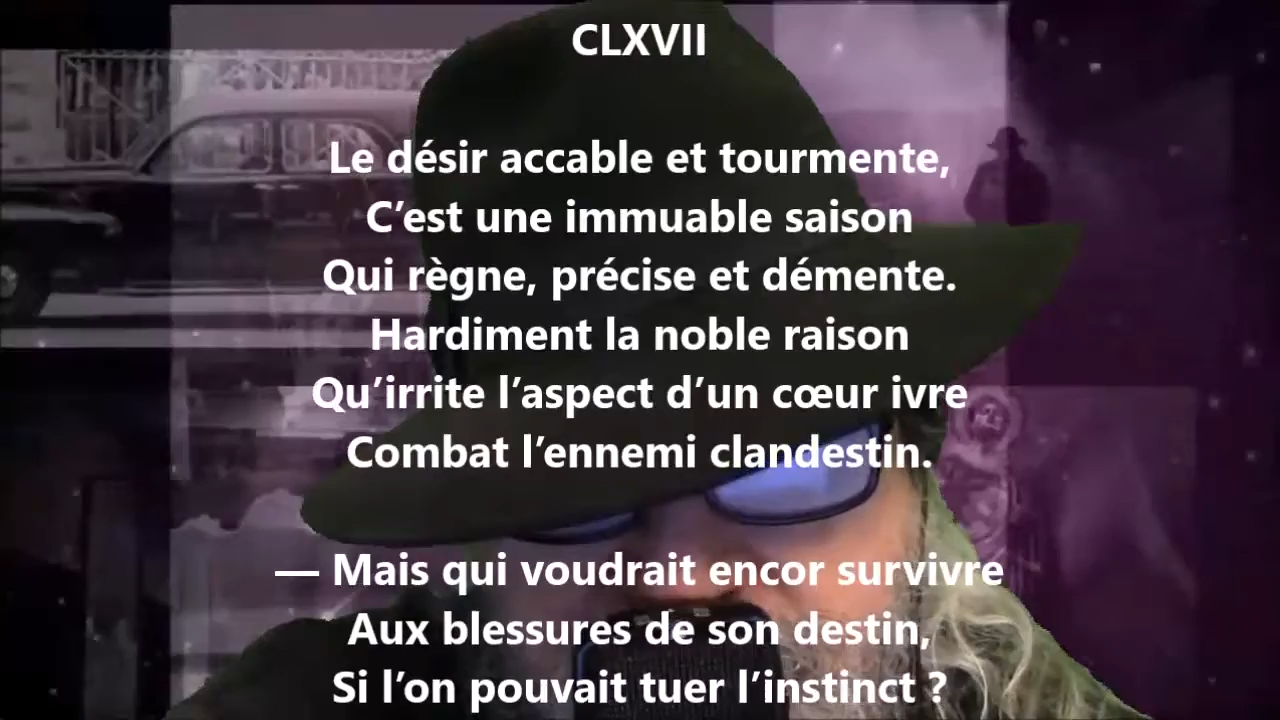 CLXVII
Le désir accable et tourmente,
C’est une immuable saison
Qui règne, précise et démente.
Hardiment la noble raison
Qu’irrite l’aspect d’un cœur ivre
Combat l’ennemi clandestin.
— Mais qui voudrait encor survivre
Aux blessures de son destin,
Si l’on pouvait tuer l’instinct ?